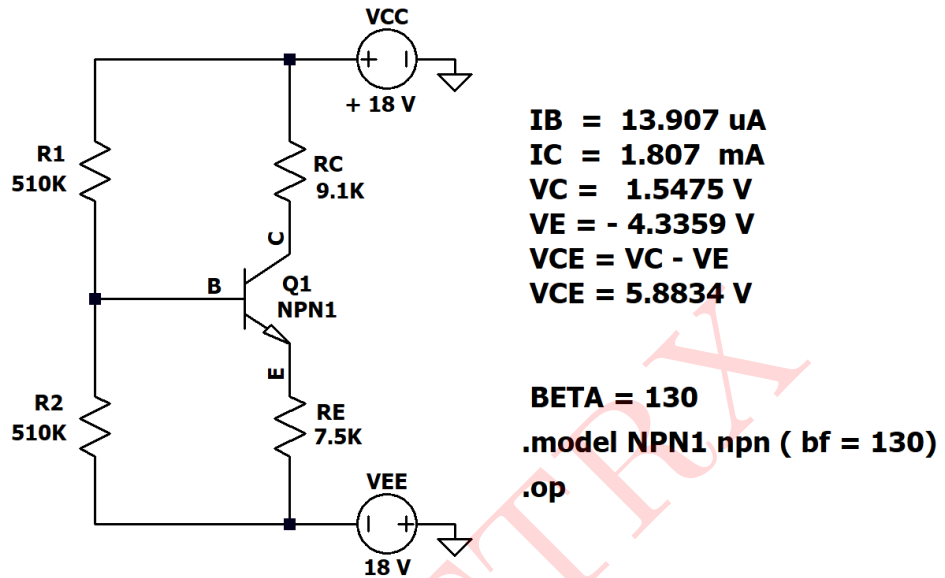 VCC
+ 18 V
R1
510K
RC
9.1K
C
B
Q1
NPN1
E
R2
510K
RE
7.5K
VEE
18 V
IB = 13.907 uA
IC = 1.807 mA
VC = 1.5475 V
VE = - 4.3359 V
VCE = VC - VE
VCE = 5.8834 V
BETA = 130
.model NPN1 npn ( bf = 130)
.op
TRX